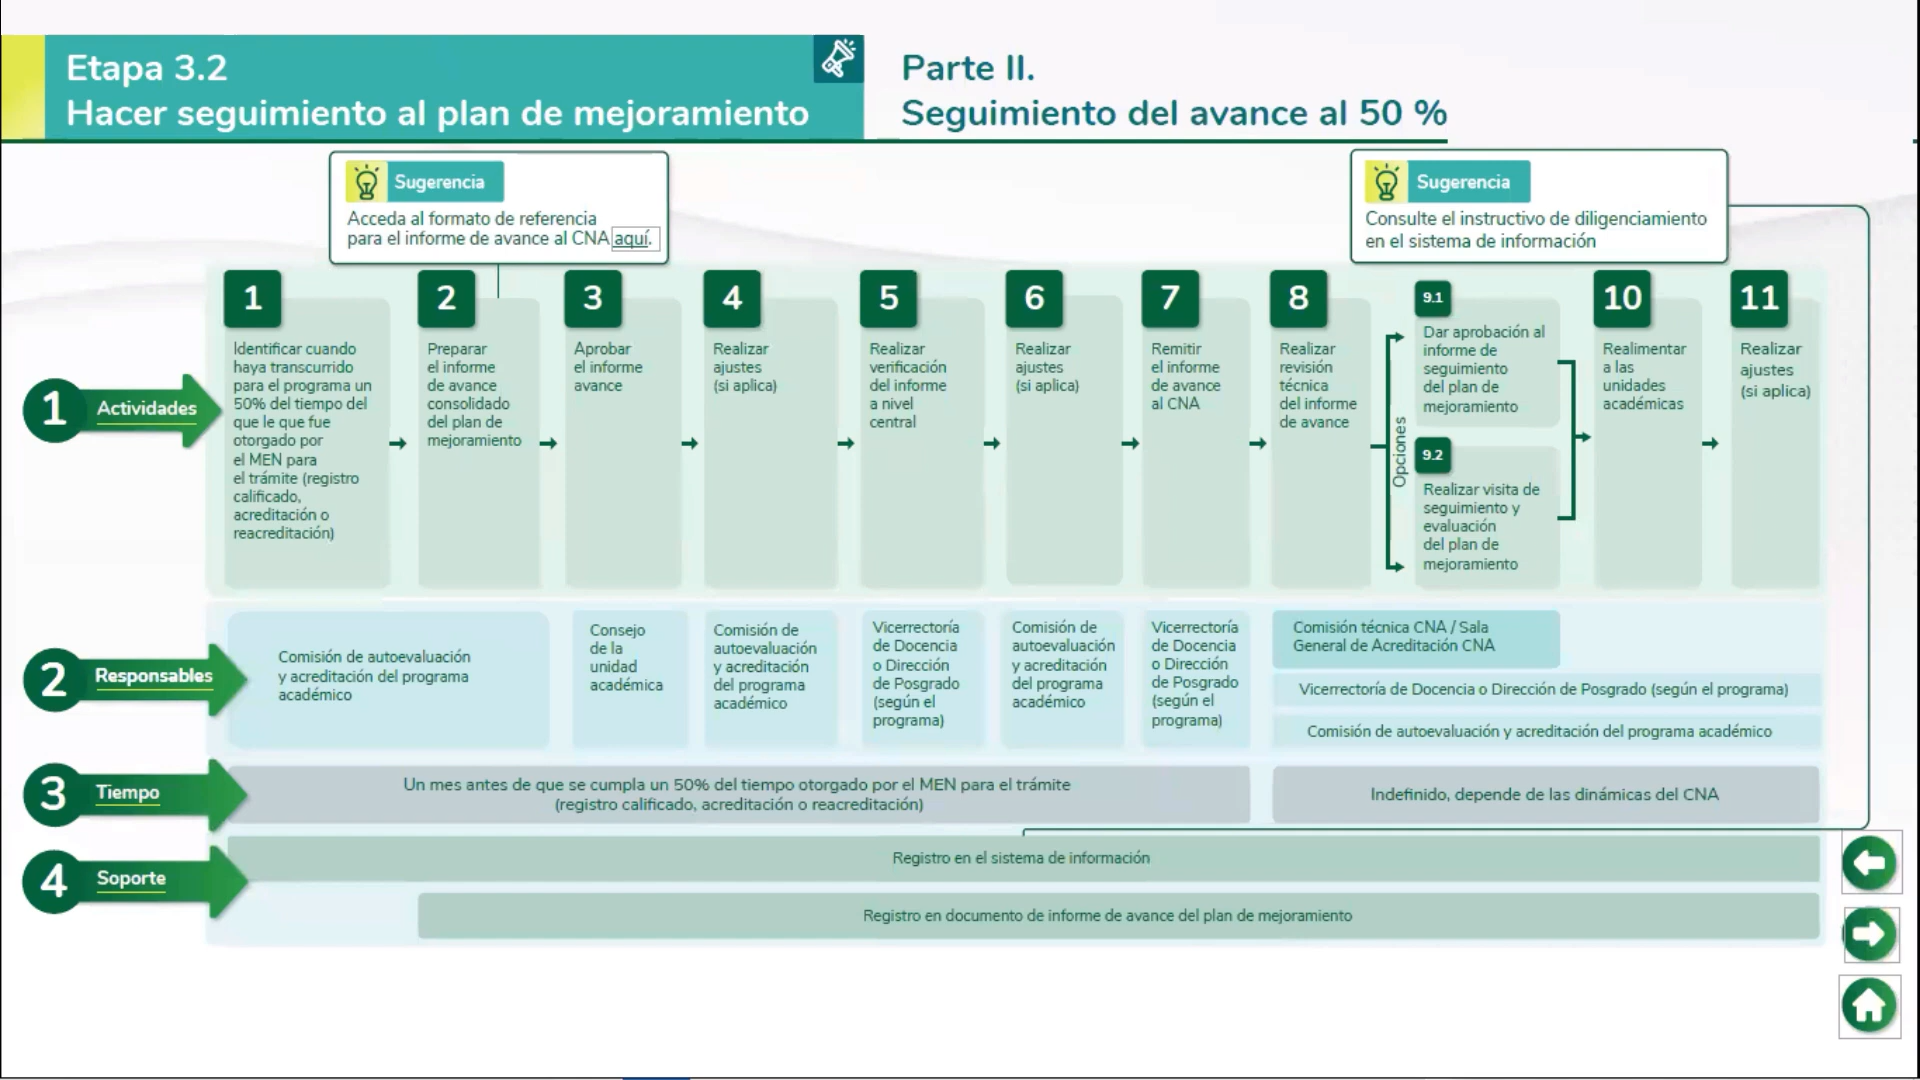 Etapa 3.2
Hacer seguimiento al plan de mejoramiento
Parte II.
Seguimiento del avance al 50 %
Sugerencia
Acceda al formato de referencia
para el informe de avance al CNA aquí.
Sugerencia
Consulte el instructivo de diligenciamiento
en el sistema de información
1
Actividades
1
Identificar cuando
haya transcurrido
para el programa un
50% del tiempo del
que le que fue
otorgado por
el MEN para
el trámite (registro
calificado,
acreditación o
reacreditación)
2
Preparar
el informe
de avance
consolidado
del plan de
mejoramiento
3
Aprobar
el informe
avance
4
Realizar
ajustes
(si aplica)
5
Realizar
verificación
del informe
a nivel
central
6
Realizar
ajustes
(si aplica)
7
Remitir
el informe
de avance
al CNA
8
Realizar
revisión
técnica
del informe
de avance
Opciones
9.1
Dar aprobación al
informe de
seguimiento
del plan de
mejoramiento
9.2
Realizar visita de
seguimiento y
evaluación
del plan de
mejoramiento
10
Realimentar
a las
unidades
académicas
11
Realizar
ajustes
(si aplica)
2
Responsables
Comisión de autoevaluación
y acreditación del programa
académico
Consejo
de la
unidad
académica
Comisión de
autoevaluación
y acreditación
del programa
académico
Vicerrectoría
de Docencia
o Dirección
de Posgrado
(según el
programa)
Comisión de
autoevaluación
y acreditación
del programa
académico
Vicerrectoría
de Docencia
o Dirección
de Posgrado
(según el
programa)
Comisión técnica CNA / Sala
General de Acreditación CNA
Vicerrectoría de Docencia o Dirección de Posgrado (según el programa)
Comisión de autoevaluación y acreditación del programa académico
3
Tiempo
Un mes antes de que se cumpla un 50% del tiempo otorgado por el MEN para el trámite
(registro calificado, acreditación o reacreditación)
Indefinido, depende de las dinámicas del CNA
4
Soporte
Registro en el sistema de información
Registro en documento de informe de avance del plan de mejoramiento